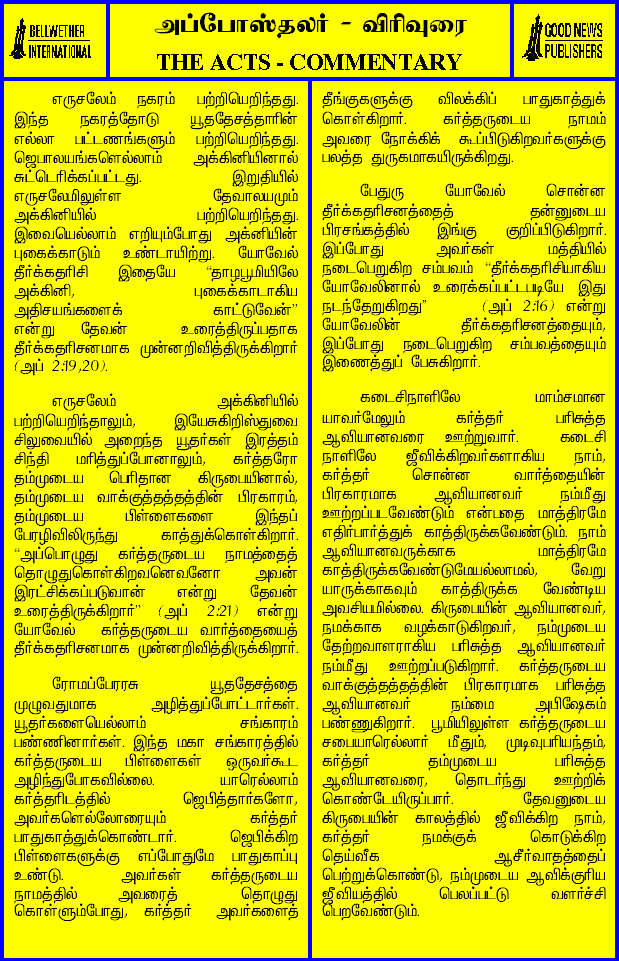 BELLWETHER
INTERNATIONAL
அப்போஸ்தலர் - விரிவுரை
THE ACTS - COMMENTARY
GOOD NEWS
PUBLISHERS
எருசலேம் நகரம் பற்றியெறிந்தது.
இந்த நகரத்தோடு யூததேசத்தாரின்
எல்லா பட்டணங்களும் பற்றியெறிந்தது.
ஜெபாலயங்களெல்லாம் அக்கினியினால்
சுட்டெரிக்கப்பட்டது. இறுதியில்
எருசலேமிலுள்ள தேவாலயமும்
அக்கினியில் பற்றியெறிந்தது.
இவையெல்லாம் எறியும்போது அக்னியின்
புகைக்காடும் உண்டாயிற்று. யோவேல்
தீர்க்கதரிசி இதையே “தாழபூமியிலே
அக்கினி, புகைக்காடாகிய
அதிசயங்களைக் காட்டுவேன்”
என்று தேவன் உரைத்திருப்பதாக
தீர்க்கதரிசனமாக முன்னறிவித்திருக்கிறார்
(அப் 2:19,20).
எருசலேம் அக்கினியில்
பற்றியெறிந்தாலும், இயேசுகிறிஸ்துவை
சிலுவையில் அறைந்த யூதர்கள் இரத்தம்
சிந்தி மரித்துப்போனாலும், கர்த்தரோ
தம்முடைய பெரிதான கிருபையினால்,
தம்முடைய வாக்குத்தத்தத்தின் பிரகாரம்,
தம்முடைய பிள்ளைகளை இந்தப்
பேரழிவிலிருந்து காத்துக்கொள்கிறார்.
“அப்பொழுது கர்த்தருடைய நாமத்தைத்
தொழுதுகொள்கிறவனெவனோ அவன்
இரட்சிக்கப்படுவான் என்று தேவன்
உரைத்திருக்கிறார்” (அப் 2:21) என்று
யோவேல் கர்த்தருடைய வார்த்தையைத்
தீர்க்கதரிசனமாக முன்னறிவித்திருக்கிறார்.
ரோமப்பேரரசு யூததேசத்தை
முழுவதுமாக அழித்துப்போட்டார்கள்.
யூதர்களையெல்லாம் சங்காரம்
பண்ணினார்கள். இந்த மகா சங்காரத்தில்
கர்த்தருடைய பிள்ளைகள் ஒருவர்கூட
அழிந்துபோகவில்லை. யாரெல்லாம்
கர்த்தரிடத்தில் ஜெபித்தார்களோ,
அவர்களெல்லோரையும் கர்த்தர்
பாதுகாத்துக்கொண்டார். ஜெபிக்கிற
பிள்ளைகளுக்கு எப்போதுமே பாதுகாப்பு
உண்டு. அவர்கள் கர்த்தருடைய
நாமத்தில் அவரைத் தொழுது
கொள்ளும்போது, கர்த்தர் அவர்களைத்
தீங்குகளுக்கு விலக்கிப் பாதுகாத்துக்
கொள்கிறார். கர்த்தருடைய நாமம்
அவரை நோக்கிக் கூப்பிடுகிறவர்களுக்கு
பலத்த துருகமாகயிருக்கிறது.
பேதுரு யோவேல் சொன்ன
தீர்க்கதரிசனத்தைத் தன்னுடைய
பிரசங்கத்தில் இங்கு குறிப்பிடுகிறார்.
இப்போது அவர்கள் மத்தியில்
நடைபெறுகிற சம்பவம் “தீர்க்கதரிசியாகிய
யோவேலினால் உரைக்கப்பட்டபடியே இது
நடந்தேறுகிறது” (அப் 2:16) என்று
யோவேலின் தீர்க்கதரிசனத்தையும்,
இப்போது நடைபெறுகிற சம்பவத்தையும்
இணைத்துப் பேசுகிறார்.
கடைசிநாளிலே மாம்சமான
யாவர்மேலும் கர்த்தர் பரிசுத்த
ஆவியானவரை ஊற்றுவார். கடைசி
நாளிலே ஜீவிக்கிறவர்களாகிய நாம்,
கர்த்தர் சொன்ன வார்த்தையின்
பிரகாரமாக ஆவியானவர் நம்மீது
ஊற்றப்படவேண்டும் என்பதை மாத்திரமே
எதிர்பார்த்துக் காத்திருக்கவேண்டும். நாம்
ஆவியானவருக்காக மாத்திரமே
காத்திருக்கவேண்டுமேயல்லாமல், வேறு
யாருக்காகவும் காத்திருக்க வேண்டிய
அவசியமில்லை. கிருபையின் ஆவியானவர்,
நமக்காக வழக்காடுகிறவர், நம்முடைய
தேற்றவாளராகிய பரிசுத்த ஆவியானவர்
நம்மீது ஊற்றப்படுகிறார். கர்த்தருடைய
வாக்குத்தத்தத்தின் பிரகாரமாக பரிசுத்த
ஆவியானவர் நம்மை அபிஷேகம்
பண்ணுகிறார். பூமியிலுள்ள கர்த்தருடைய
சபையாரெல்லார் மீதும், முடிவுபரியந்தம்,
கர்த்தர் தம்முடைய பரிசுத்த
ஆவியானவரை, தொடர்ந்து ஊற்றிக்
கொண்டேயிருப்பார். தேவனுடைய
கிருபையின் காலத்தில் ஜீவிக்கிற நாம்,
கர்த்தர் நமக்குக் கொடுக்கிற
தெய்வீக ஆசீர்வாதத்தைப்
பெற்றுக்கொண்டு, நம்முடைய ஆவிக்குரிய
ஜீவியத்தில் பெலப்பட்டு வளர்ச்சி
பெறவேண்டும்.